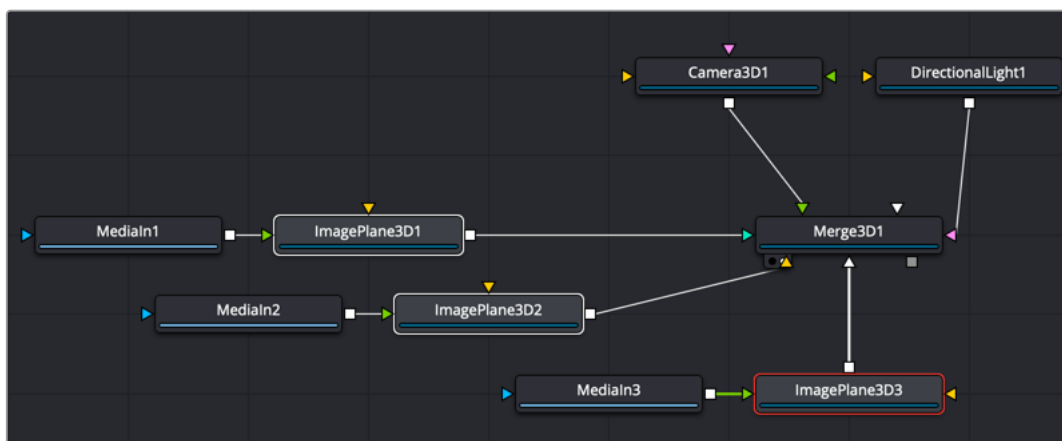 Camera3D1
DirectionalLight1
MediaIn1
ImagePlane3D1
Merge3D1
MediaIn2
ImagePlane3D2
MediaIn3
ImagePlane3D3